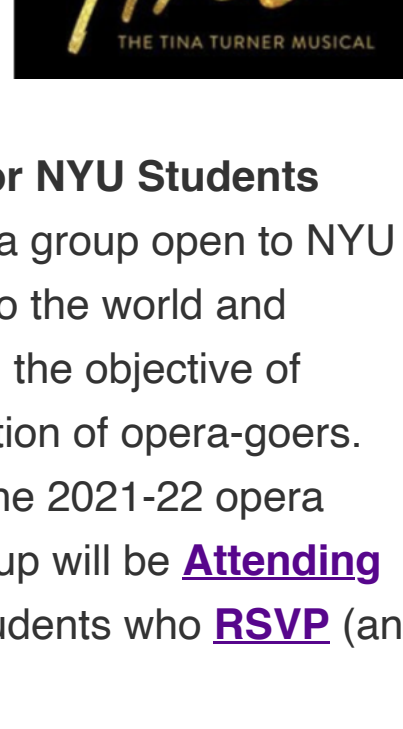 THE TINA TURNER MUSICAL
or NYU Students
a group open to NYU
o the world and
the objective of
tion of opera-goers.
ne 2021-22 opera
up will be Attending
udents who RSVP (an